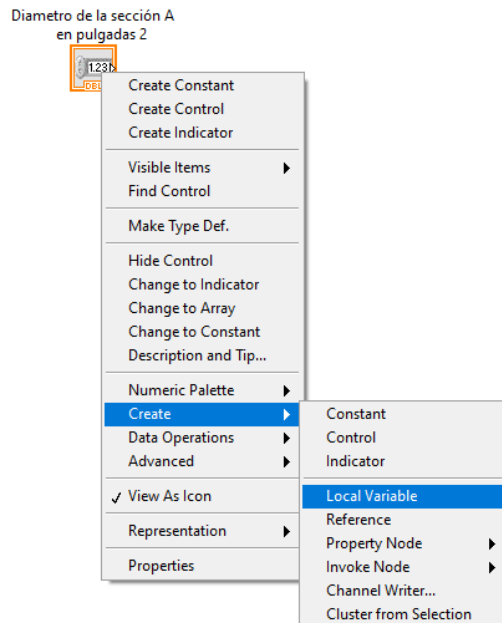 Diametro de la sección A
en pulgadas 2
1.23
DBL
Create Constant
Create Control
Create Indicator
Visible Items
Find Control
Make Type Def.
Hide Control
Change to Indicator
Change to Array
Change to Constant
Description and Tip...
Numeric Palette
Create
Data Operations
Advanced
View As Icon
Representation
Properties
Constant
Control
Indicator
Local Variable
Reference
Property Node
Invoke Node
Channel Writer...
Cluster from Selection